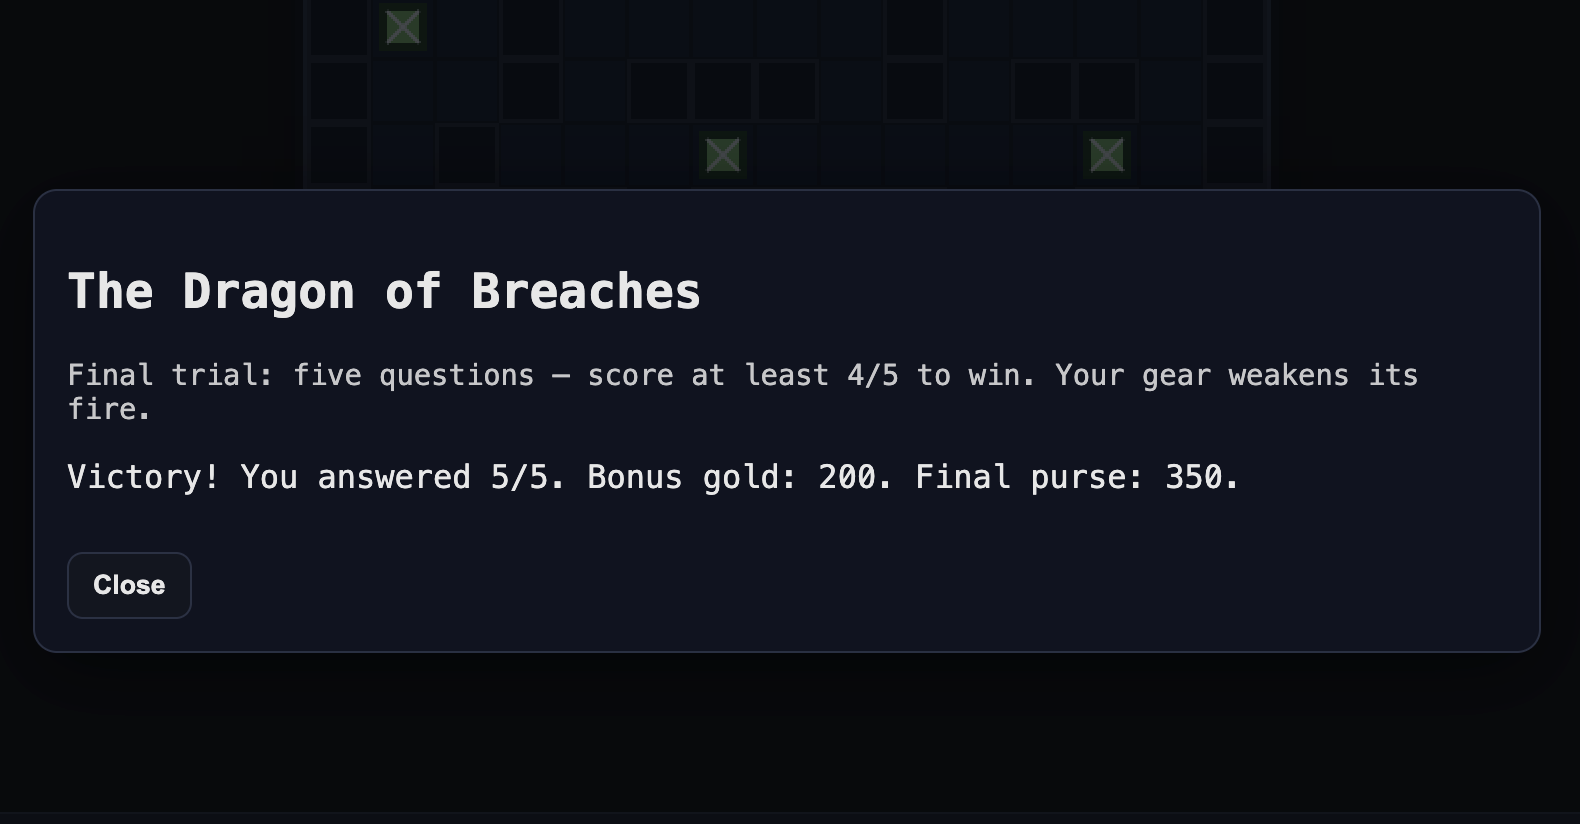 The Dragon of Breaches
Final trial: five questions — score at least 4/5 to win. Your gear weakens its
fire.
Victory! You answered 5/5. Bonus gold: 200. Final purse: 350.
Close